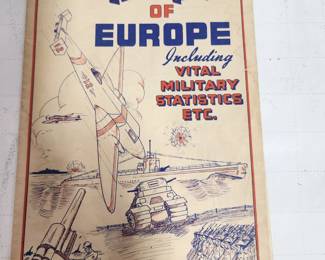 OF
EUROPE
Including
VITAL
MILITARY
STATISTICS
ETC.